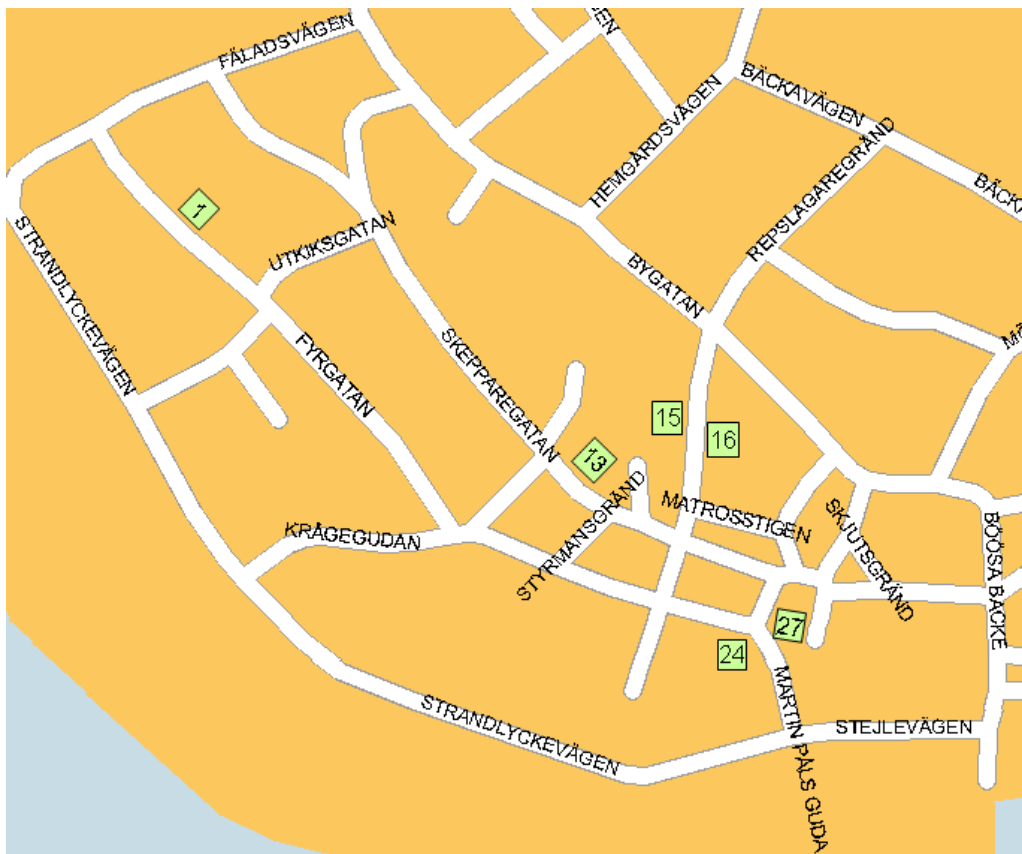 FÄLADSVÄGEN
BÄCKAVÄGEN
HEMGÅRDSVÄGEN
REPSLAGAREGRÄND
1
STRANDLYCKEVÄGEN
UTKIKSGATAN
BYGATAN
FYRGATAN
SKEPPAREGATAN
15
16
13
STYRMANSGRÄND
MATROSSTIGEN
SKJUTSGRÄND
KRÅGEGUDAN
BÖÖSA BACKE
27
24
MARTIN PÅLS GUDA
STRANDLYCKEVÄGEN
STEJLEVÄGEN